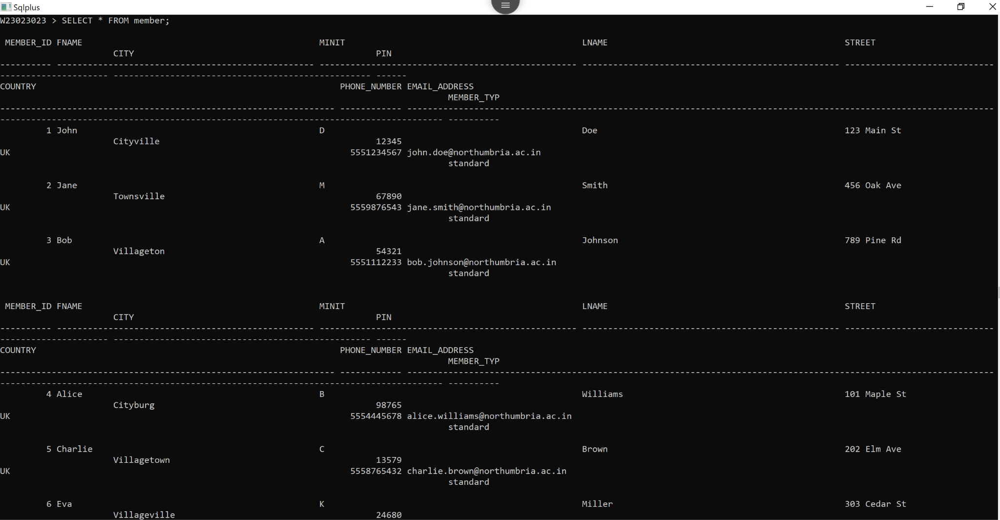 Sqlplus
W23023023 > SELECT * FROM member;
MEMBER_ID FNAME MINIT LNAME STREET
CITY PIN
---------- -------------------------------------------------- -------------------------------------------------- -------------------------------------------------- -----------------------------
--------------------- -------------------------------------------------- ------
COUNTRY PHONE_NUMBER EMAIL_ADDRESS
MEMBER_TYP
----------------------------------------------------------------- ------------ ------------------------------------------------------------------------------------------------------------------
-------------------------------------------------------------------------------------- ----------
1 John D Doe 123 Main St
Cityville 12345
UK 5551234567 john.doe@northumbria.ac.in
standard
2 Jane M Smith 456 Oak Ave
Townsville 67890
UK 5559876543 jane.smith@northumbria.ac.in
standard
3 Bob A Johnson 789 Pine Rd
Villageton 54321
UK 5551112233 bob.johnson@northumbria.ac.in
standard
MEMBER_ID FNAME MINIT LNAME STREET
CITY PIN
---------- -------------------------------------------------- -------------------------------------------------- -------------------------------------------------- -----------------------------
--------------------- -------------------------------------------------- ------
COUNTRY PHONE_NUMBER EMAIL_ADDRESS
MEMBER_TYP
----------------------------------------------------------------- ------------ ------------------------------------------------------------------------------------------------------------------
-------------------------------------------------------------------------------------- ----------
4 Alice B Williams 101 Maple St
Cityburg 98765
UK 5554445678 alice.williams@northumbria.ac.in
standard
5 Charlie C Brown 202 Elm Ave
Villagetown 13579
UK 5558765432 charlie.brown@northumbria.ac.in
standard
6 Eva K Miller 303 Cedar St
Villageville 24680